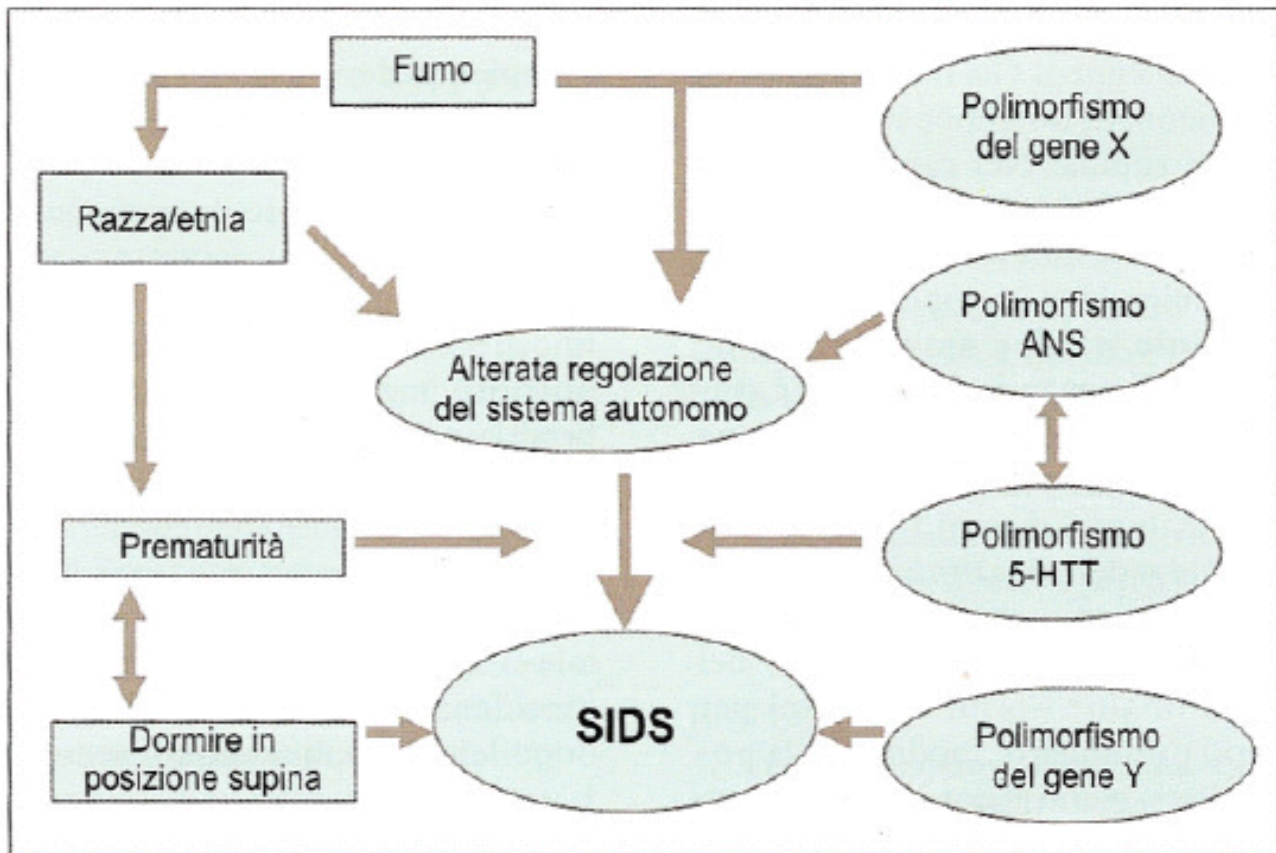 Fumo
Polimorfismo
del gene X
Razza/etnia
Polimorfismo
ANS
Alterata regolazione
del sistema autonomo
Prematurità
Polimorfismo
5-HTT
SIDS
Dormire in
posizione supina
Polimorfismo
del gene Y